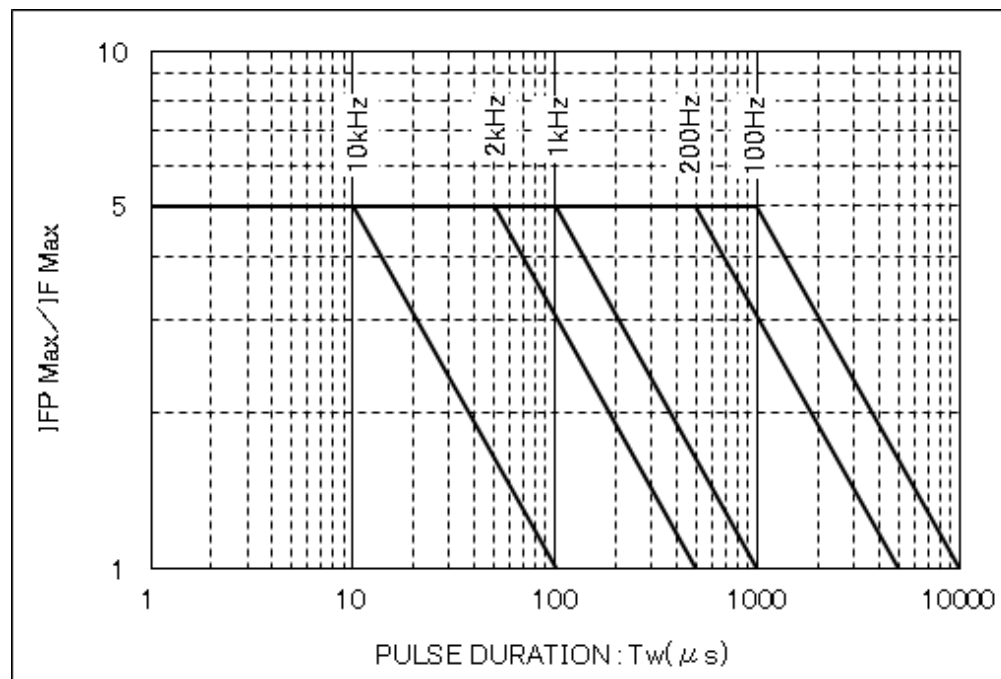 10
5
1
IFP Max／IF Max
10kHz
2kHz
1kHz
200Hz
100Hz
1
10
100
1000
10000
PULSE DURATION : Tw(μs)